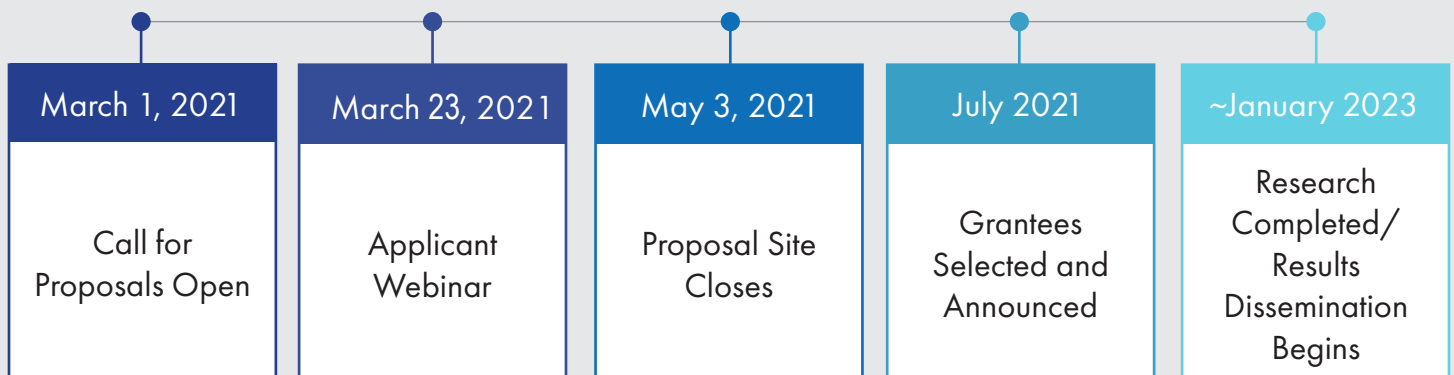 March 1, 2021
Call for
Proposals Open
March 23, 2021
Applicant
Webinar
May 3, 2021
Proposal Site
Closes
July 2021
Grantees
Selected and
Announced
~January 2023
Research
Completed/
Results
Dissemination
Begins